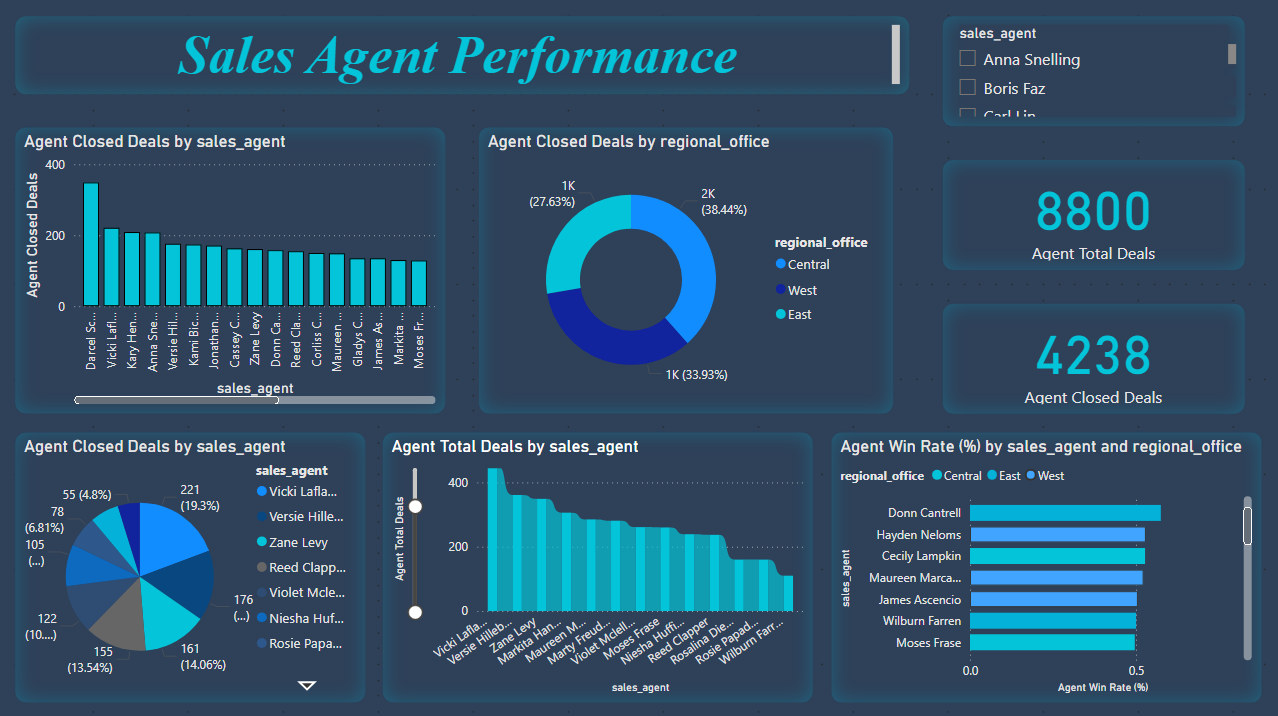 Sales Agent Performance
sales_agent
Anna Snelling
Boris Faz
Carl Lin
Agent Closed Deals by sales_agent
400
200
0
Agent Closed Deals
Darcel Sc...
Vicki Lafl...
Kary Hen...
Anna Sne...
Versie Hil...
Kami Bic...
Jonathan...
Cassey C...
Zane Levy
Donn Ca...
Reed Cla...
Corliss C...
Maureen ...
Gladys C...
James As...
Markita ...
Moses Fr...
sales_agent
Agent Closed Deals by regional_office
1K
(27.63%)
2K
(38.44%)
1K (33.93%)
regional_office
Central
West
East
8800
Agent Total Deals
4238
Agent Closed Deals
Agent Closed Deals by sales_agent
221
(19.3%)
176
(...)
161
(14.06%)
155
(13.54%)
122
(10....)
105
(...)
78
(6.81%)
55 (4.8%)
sales_agent
Vicki Lafla...
Versie Hille...
Zane Levy
Reed Clapp...
Violet Mcle...
Niesha Huf...
Rosie Papa...
Agent Total Deals by sales_agent
400
200
0
Agent Total Deals
Vicki Lafla...
Versie Hilleb...
Zane Levy
Markita Han...
Maureen M...
Marty Freud...
Violet Mclell...
Moses Frase
Niesha Huffi...
Reed Clapper
Rosalina Die...
Rosie Papad...
Wilburn Farr...
sales_agent
Agent Win Rate (%) by sales_agent and regional_office
regional_office Central East West
sales_agent
Donn Cantrell
Hayden Neloms
Cecily Lampkin
Maureen Marca...
James Ascencio
Wilburn Farren
Moses Frase
0.0
0.5
Agent Win Rate (%)